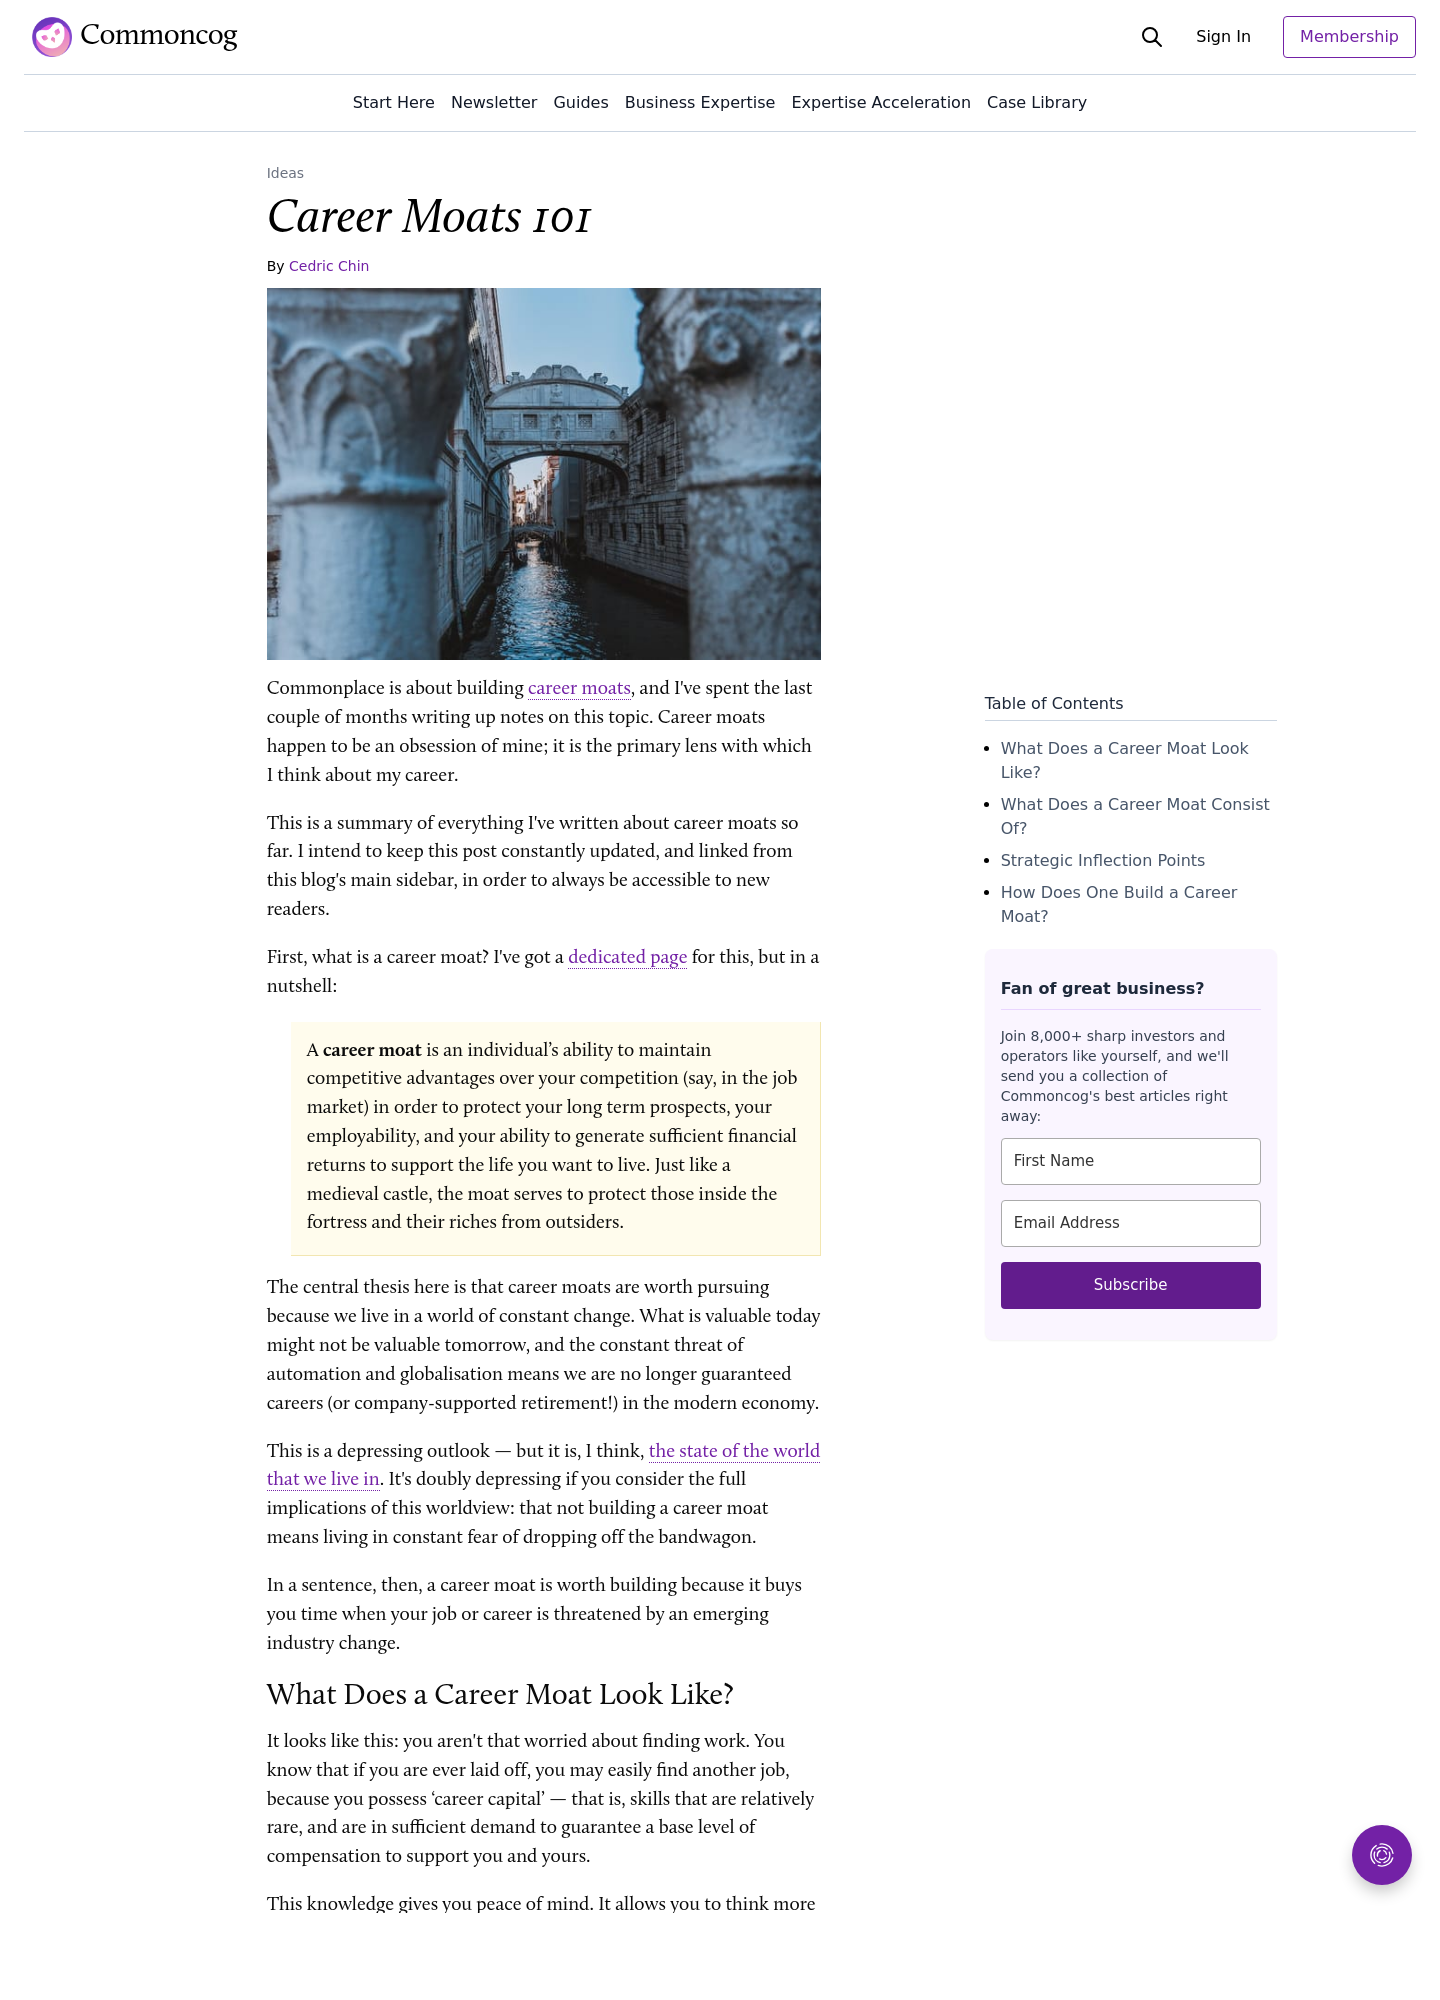 Commoncog
Sign In
Membership
Start Here
Newsletter
Guides
Business Expertise
Expertise Acceleration
Case Library
Ideas
Career Moats 101
By Cedric Chin
Commonplace is about building career moats, and I've spent the last
couple of months writing up notes on this topic. Career moats
happen to be an obsession of mine; it is the primary lens with which
I think about my career.
This is a summary of everything I've written about career moats so
far. I intend to keep this post constantly updated, and linked from
this blog's main sidebar, in order to always be accessible to new
readers.
First, what is a career moat? I've got a dedicated page for this, but in a
nutshell:
A career moat is an individual’s ability to maintain
competitive advantages over your competition (say, in the job
market) in order to protect your long term prospects, your
employability, and your ability to generate sufficient financial
returns to support the life you want to live. Just like a
medieval castle, the moat serves to protect those inside the
fortress and their riches from outsiders.
The central thesis here is that career moats are worth pursuing
because we live in a world of constant change. What is valuable today
might not be valuable tomorrow, and the constant threat of
automation and globalisation means we are no longer guaranteed
careers (or company-supported retirement!) in the modern economy.
This is a depressing outlook — but it is, I think, the state of the world
that we live in. It's doubly depressing if you consider the full
implications of this worldview: that not building a career moat
means living in constant fear of dropping off the bandwagon.
In a sentence, then, a career moat is worth building because it buys
you time when your job or career is threatened by an emerging
industry change.
What Does a Career Moat Look Like?
It looks like this: you aren't that worried about finding work. You
know that if you are ever laid off, you may easily find another job,
because you possess ‘career capital’ — that is, skills that are relatively
rare, and are in sufficient demand to guarantee a base level of
compensation to support you and yours.
This knowledge gives you peace of mind. It allows you to think more
Table of Contents
What Does a Career Moat Look
Like?
What Does a Career Moat Consist
Of?
Strategic Inflection Points
How Does One Build a Career
Moat?
Fan of great business?
Join 8,000+ sharp investors and
operators like yourself, and we'll
send you a collection of
Commoncog's best articles right
away:
First Name
Email Address
Subscribe